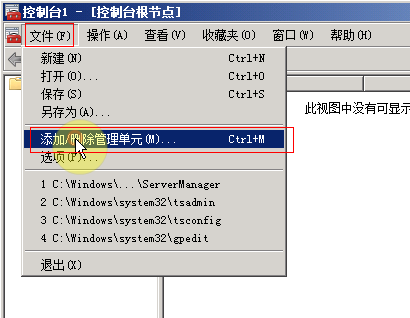 控制台1 - [控制台根节点]
文件(F) 操作(A) 查看(V) 收藏夹(O) 窗口(W) 帮助(H)
新建(N) Ctrl+N
打开(O)... Ctrl+O
保存(S) Ctrl+S
另存为(A)...
此视图中没有可显示
添加/删除管理单元(M)... Ctrl+M
选项(P)...
1 C:\Windows\...\ServerManager
2 C:\Windows\system32\tsadmin
3 C:\Windows\system32\tsconfig
4 C:\Windows\system32\gpedit
退出(X)